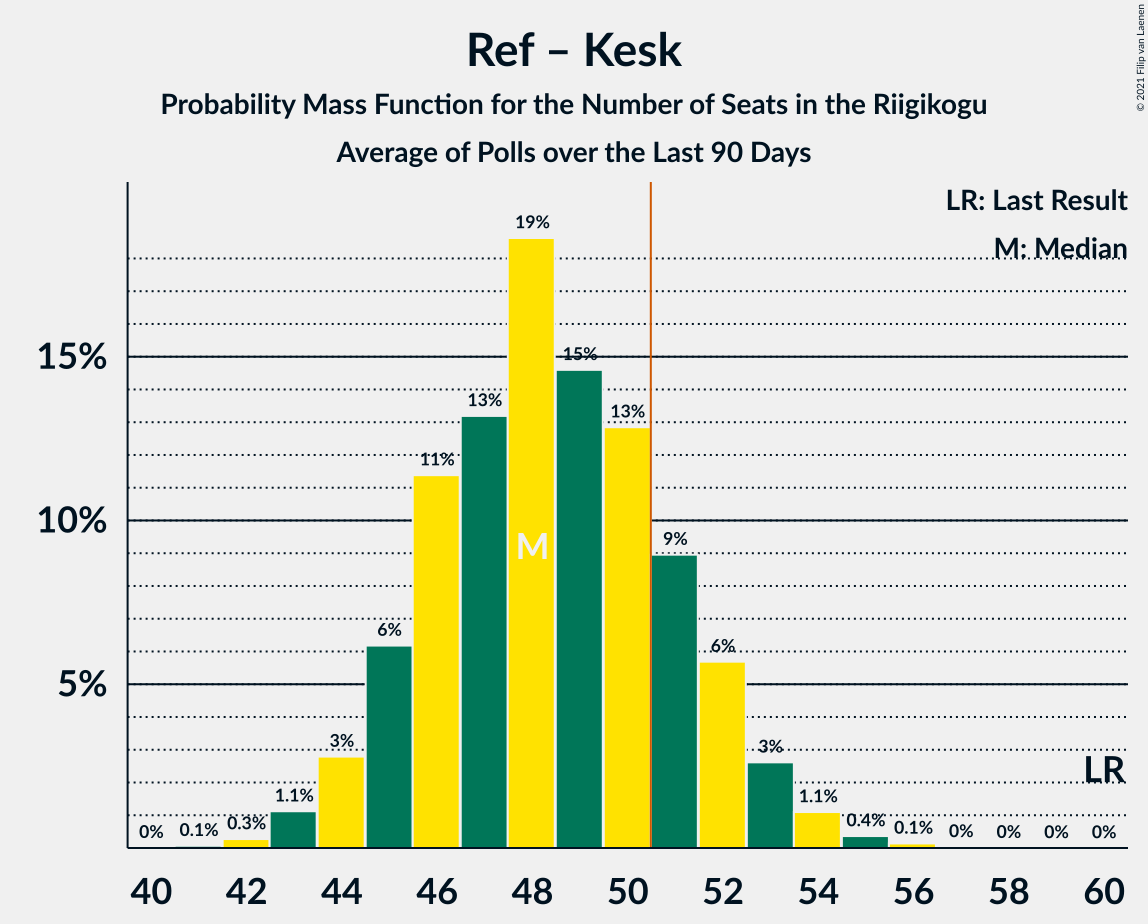 Ref – Kesk
Probability Mass Function for the Number of Seats in the Riigikogu
Average of Polls over the Last 90 Days
© 2021 Filip van Laenen
LR: Last Result
M: Median
15%
10%
5%
0%
0.1%
0.3%
1.1%
3%
6%
11%
13%
19%
15%
13%
9%
6%
3%
1.1%
0.4%
0.1%
0%
0%
0%
0%
M
LR
40 42 44 46 48 50 52 54 56 58 60